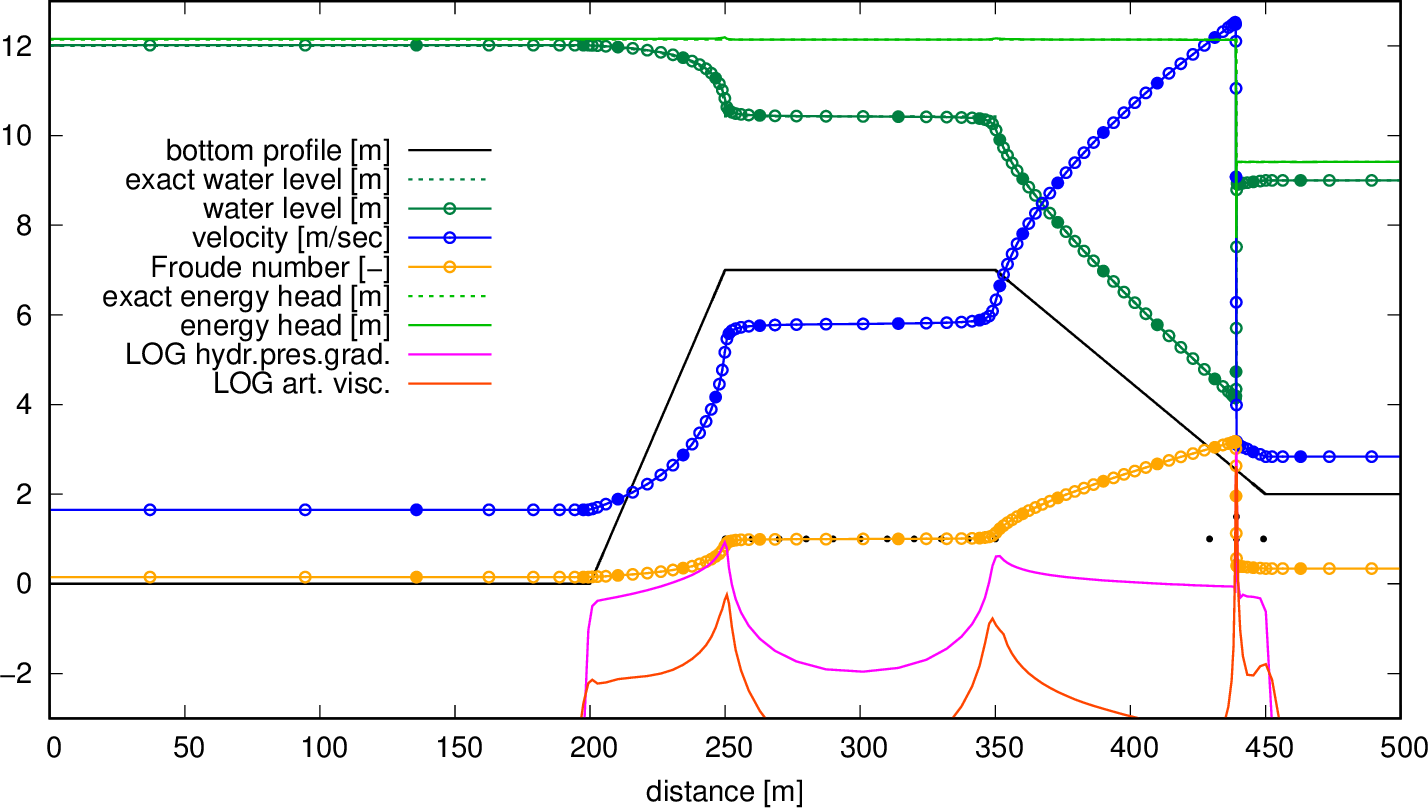 12
10
8
6
4
2
0
−2
bottom profile [m]
exact water level [m]
water level [m]
velocity [m/sec]
Froude number [−]
exact energy head [m]
energy head [m]
LOG hydr.pres.grad.
LOG art. visc.
0 50 100 150 200 250 300 350 400 450 500
distance [m]